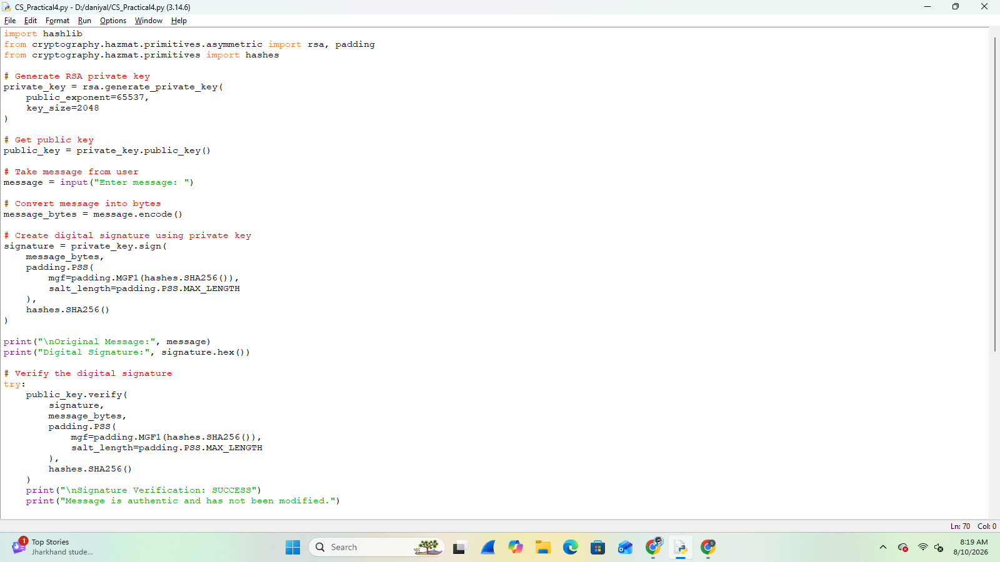 CS_Practical4.py - D:/daniyal/CS_Practical4.py (3.14.6)
File Edit Format Run Options Window Help
import hashlib
from cryptography.hazmat.primitives.asymmetric import rsa, padding
from cryptography.hazmat.primitives import hashes

# Generate RSA private key
private_key = rsa.generate_private_key(
    public_exponent=65537,
    key_size=2048
)

# Get public key
public_key = private_key.public_key()

# Take message from user
message = input("Enter message: ")

# Convert message into bytes
message_bytes = message.encode()

# Create digital signature using private key
signature = private_key.sign(
    message_bytes,
    padding.PSS(
        mgf=padding.MGF1(hashes.SHA256()),
        salt_length=padding.PSS.MAX_LENGTH
    ),
    hashes.SHA256()
)

print("\nOriginal Message:", message)
print("Digital Signature:", signature.hex())

# Verify the digital signature
try:
    public_key.verify(
        signature,
        message_bytes,
        padding.PSS(
            mgf=padding.MGF1(hashes.SHA256()),
            salt_length=padding.PSS.MAX_LENGTH
        ),
        hashes.SHA256()
    )
    print("\nSignature Verification: SUCCESS")
    print("Message is authentic and has not been modified.")
Ln: 70 Col: 0
1
Top Stories
Jharkhand stude...
Search
S
8:19 AM
8/10/2026